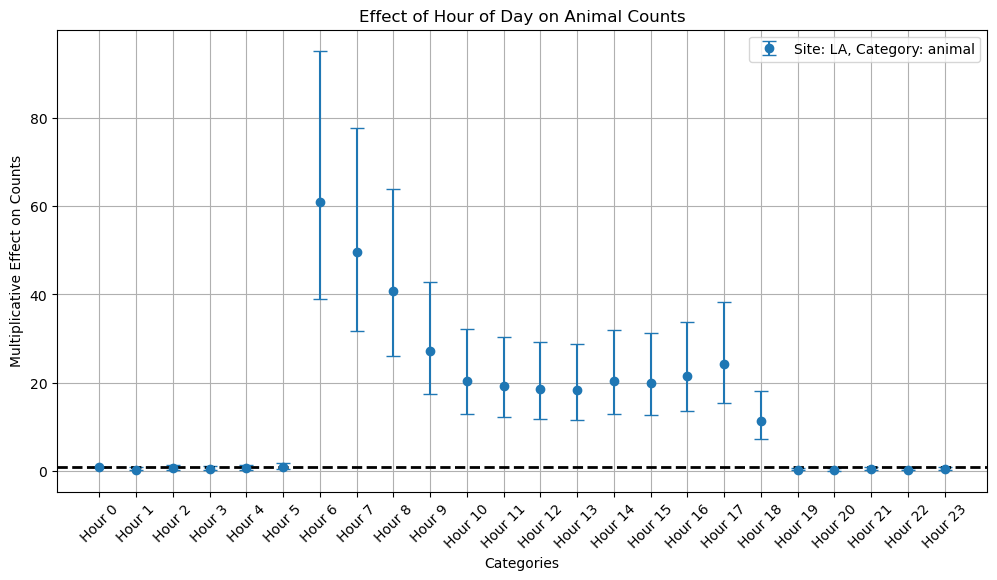 Effect of Hour of Day on Animal Counts
Site: LA, Category: animal
Multiplicative Effect on Counts
80
60
40
20
0
Hour 0
Hour 1
Hour 2
Hour 3
Hour 4
Hour 5
Hour 6
Hour 7
Hour 8
Hour 9
Hour 10
Hour 11
Hour 12
Hour 13
Hour 14
Hour 15
Hour 16
Hour 17
Hour 18
Hour 19
Hour 20
Hour 21
Hour 22
Hour 23
Categories